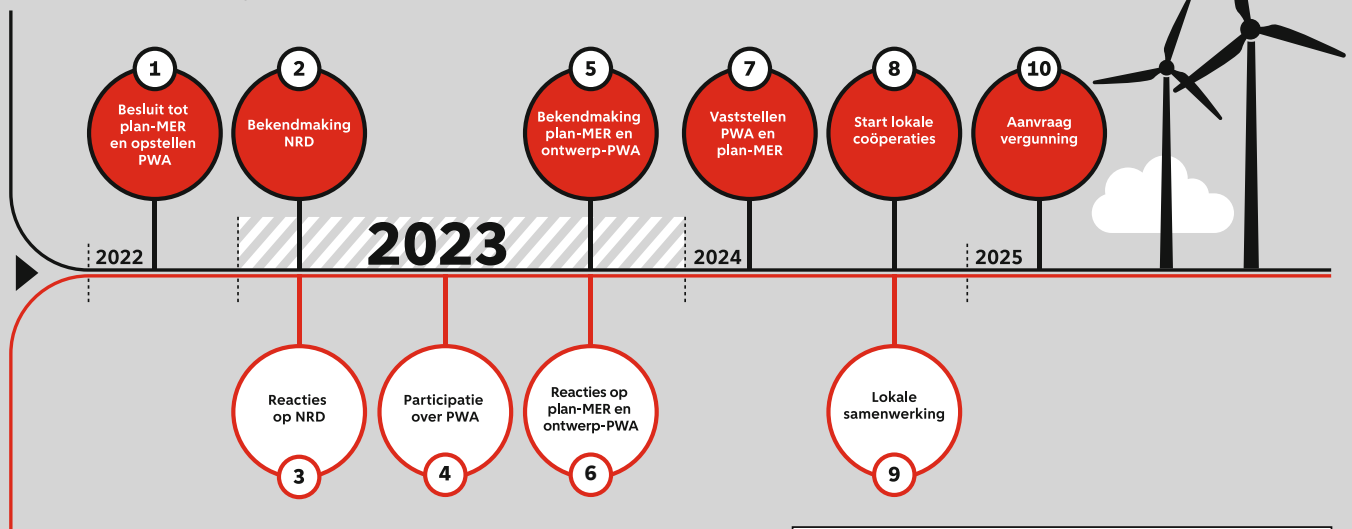 1
Besluit tot
plan-MER
en opstellen
PWA
2
Bekendmaking
NRD
5
Bekendmaking
plan-MER en
ontwerp-PWA
7
Vaststellen
PWA en
plan-MER
8
Start lokale
coöperaties
10
Aanvraag
vergunning
2022
2023
2024
2025
Reacties
op NRD
3
Participatie
over PWA
4
Reacties op
plan-MER en
ontwerp-PWA
6
Lokale
samenwerking
9